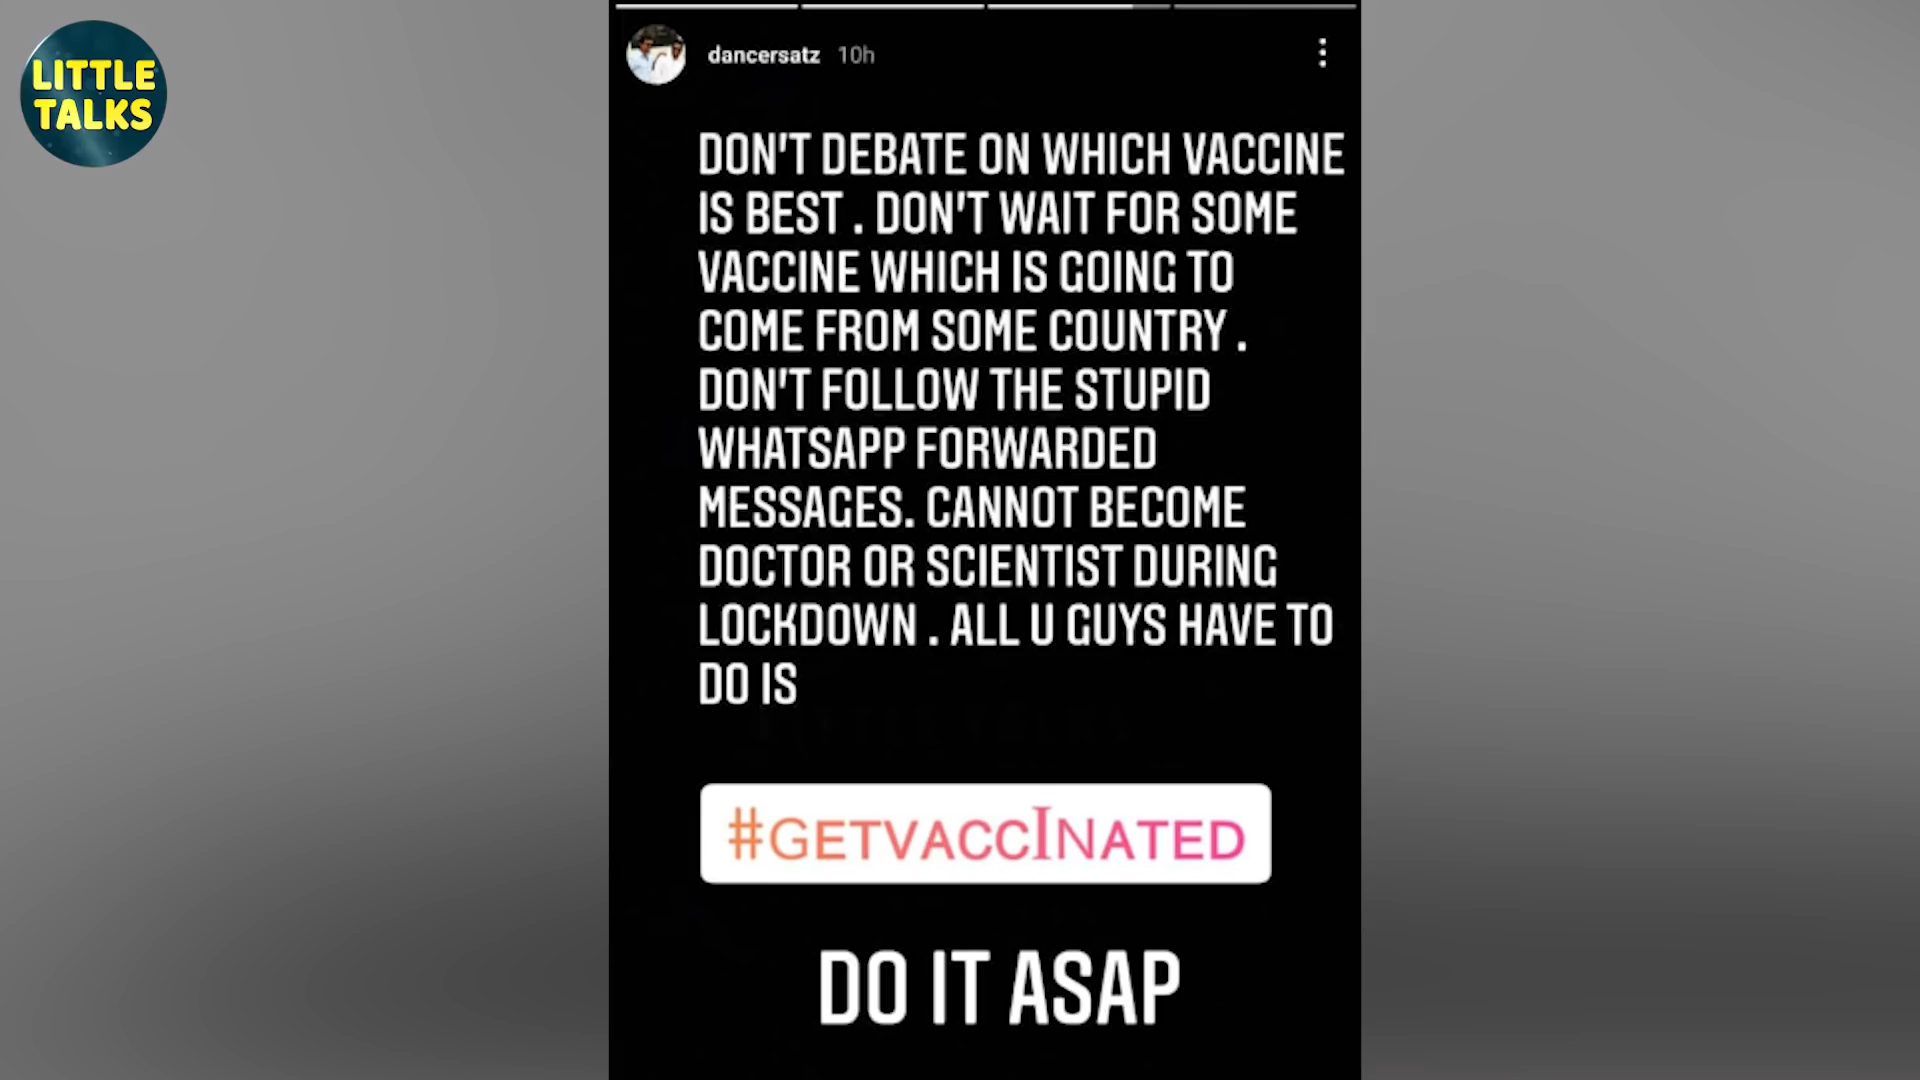 LITTLE
TALKS
dancersatz 10h
DON'T DEBATE ON WHICH VACCINE
IS BEST . DON'T WAIT FOR SOME
VACCINE WHICH IS GOING TO
COME FROM SOME COUNTRY .
DON'T FOLLOW THE STUPID
WHATSAPP FORWARDED
MESSAGES. CANNOT BECOME
DOCTOR OR SCIENTIST DURING
LOCKDOWN . ALL U GUYS HAVE TO
DO IS
#GETVACCINATED
DO IT ASAP